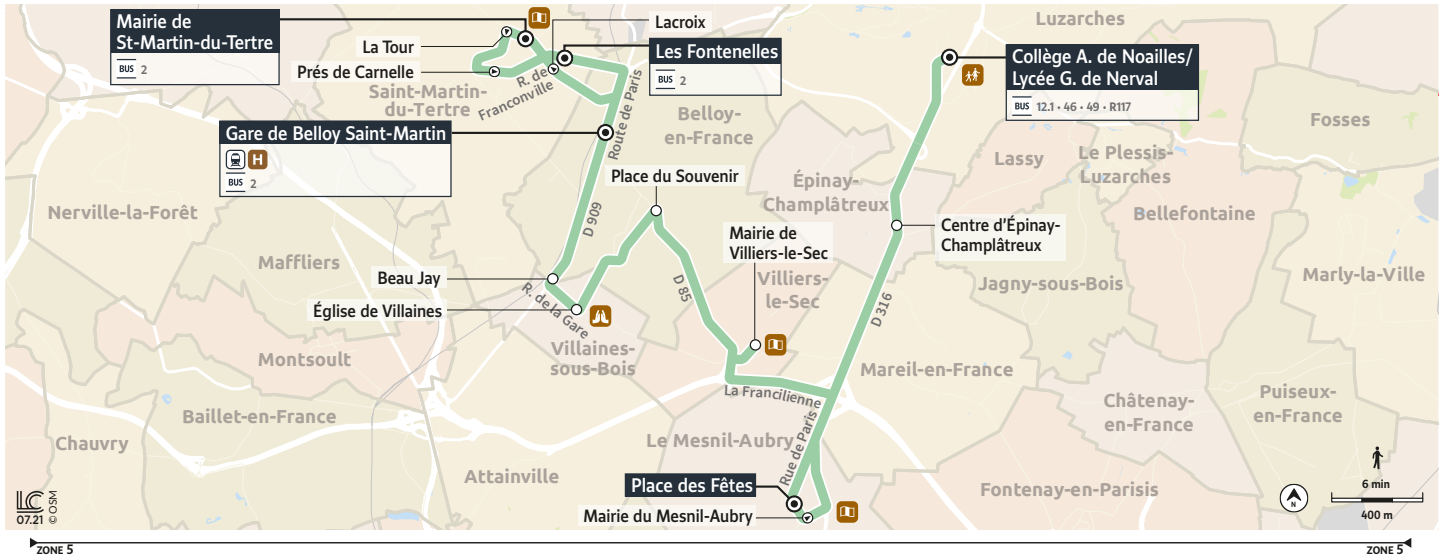 Mairie de
St-Martin-du-Tertre
BUS 2
La Tour
Prés de Carnelle
Lacroix
Les Fontenelles
BUS 2
Luzarches
Collège A. de Noailles/
Lycée G. de Nerval
BUS 12.1 • 46 • 49 • R117
Saint-Martin-
du-Tertre
R. de
Franconville
Route de Paris
Gare de Belloy Saint-Martin
H
BUS 2
Belloy-
en-France
Fosses
Lassy
Le Plessis-
Luzarches
Place du Souvenir
Épinay-
Champlâtreux
Nerville-la-Forêt
D 909
Bellefontaine
Mairie de
Villiers-le-Sec
Centre d'Épinay-
Champlâtreux
Maffliers
Beau Jay
D 85
Villiers-
le-Sec
Jagny-sous-Bois
Marly-la-Ville
Église de Villaines
R. de la Gare
D 316
Montsoult
Villaines-
sous-Bois
Mareil-en-France
La Francilienne
Baillet-en-France
Châtenay-
en-France
Puiseux-
en-France
Chauvry
Le Mesnil-Aubry
Rue de Paris
Attainville
Place des Fêtes
Mairie du Mesnil-Aubry
Fontenay-en-Parisis
6 min
400 m
N
LC
07.21
© OSM
ZONE 5
ZONE 5